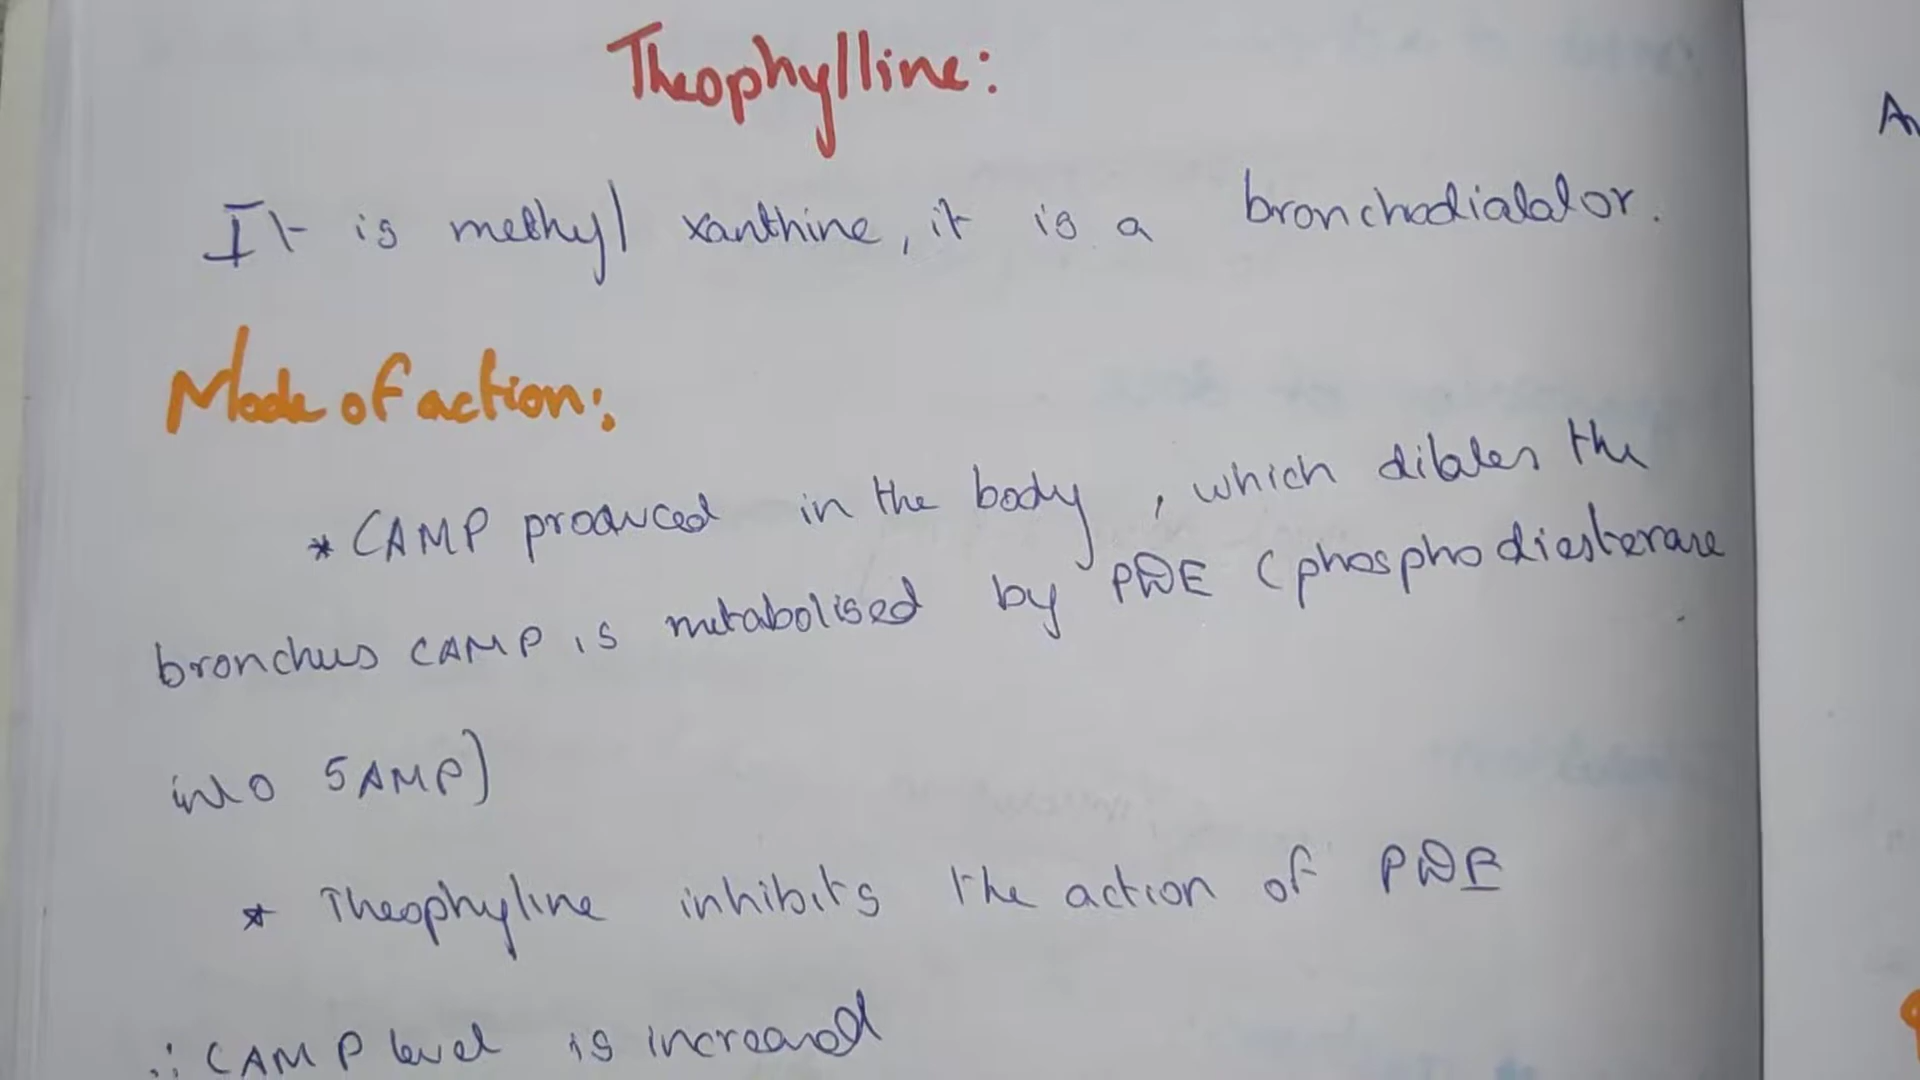 Theophylline:
It is methyl xanthine, it is a bronchodialator.
Mode of action:
* CAMP produced in the body, which dilates the
bronchus CAMP is metabolised by PDE (phosphodiesterase
into 5AMP)
* Theophyline inhibits the action of PDE
∴ CAMP level is increased